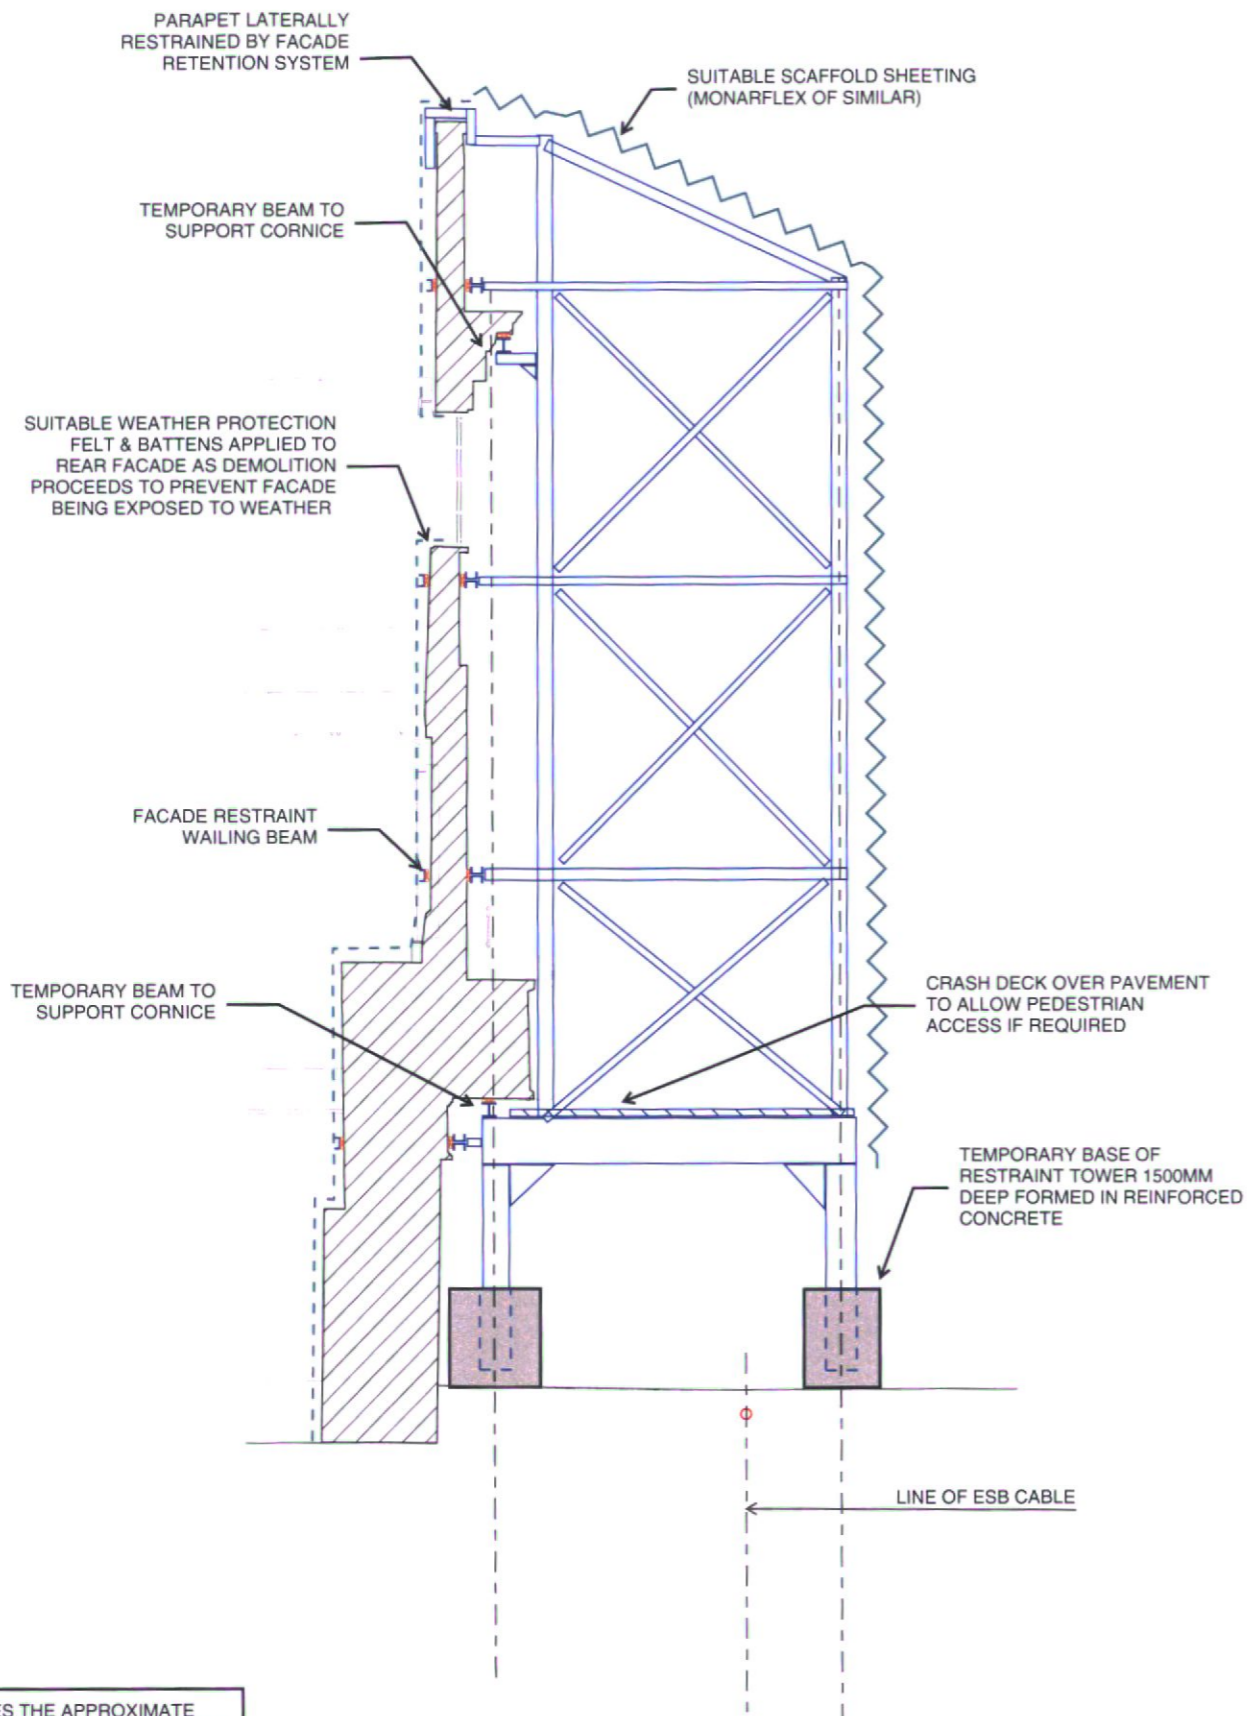 PARAPET LATERALLY
RESTRAINED BY FACADE
RETENTION SYSTEM
SUITABLE SCAFFOLD SHEETING
(MONARFLEX OF SIMILAR)
TEMPORARY BEAM TO
SUPPORT CORNICE
SUITABLE WEATHER PROTECTION
FELT & BATTENS APPLIED TO
REAR FACADE AS DEMOLITION
PROCEEDS TO PREVENT FACADE
BEING EXPOSED TO WEATHER
FACADE RESTRAINT
WAILING BEAM
TEMPORARY BEAM TO
SUPPORT CORNICE
CRASH DECK OVER PAVEMENT
TO ALLOW PEDESTRIAN
ACCESS IF REQUIRED
TEMPORARY BASE OF
RESTRAINT TOWER 1500MM
DEEP FORMED IN REINFORCED
CONCRETE
LINE OF ESB CABLE
THE APPROXIMATE